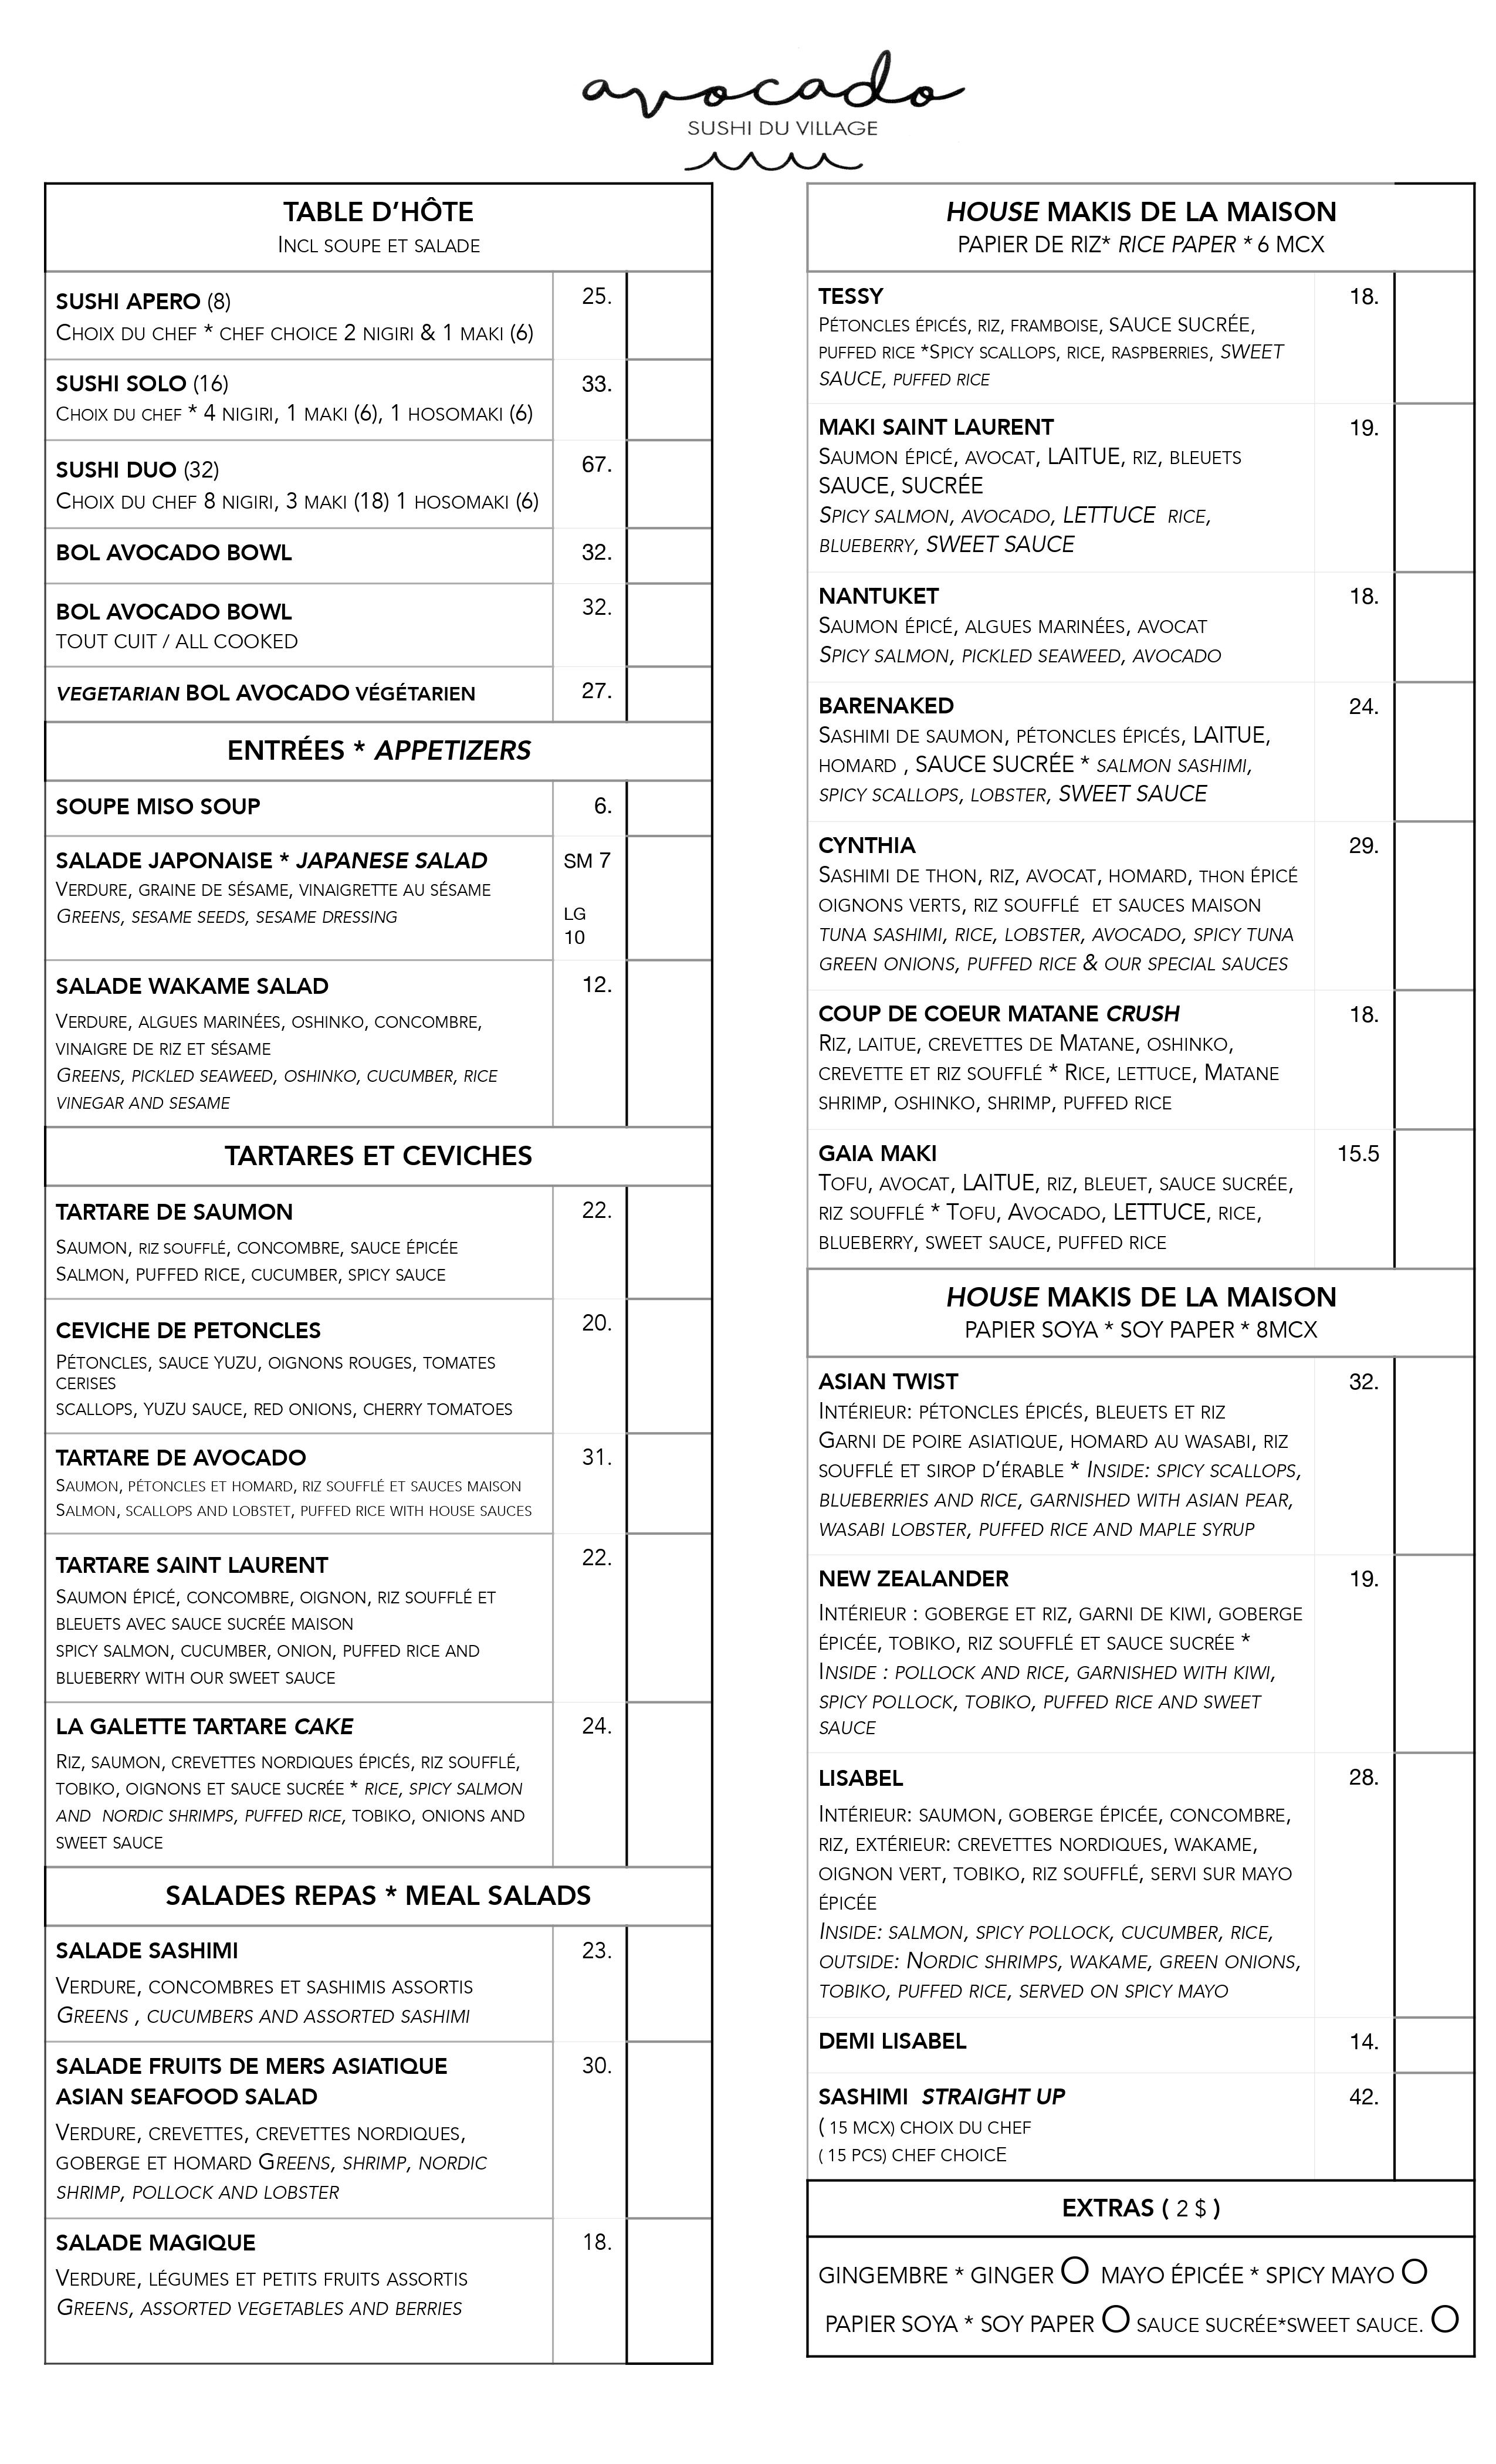 avocado
SUSHI DU VILLAGE
TABLE D'HÔTE
INCL SOUPE ET SALADE
SUSHI APERO (8)
25.
CHOIX DU CHEF * CHEF CHOICE 2 NIGIRI & 1 MAKI (6)
SUSHI SOLO (16)
33.
CHOIX DU CHEF * 4 NIGIRI, 1 MAKI (6), 1 HOSOMAKI (6)
SUSHI DUO (32)
67.
CHOIX DU CHEF 8 NIGIRI, 3 MAKI (18) 1 HOSOMAKI (6)
BOL AVOCADO BOWL
32.
BOL AVOCADO BOWL
32.
TOUT CUIT / ALL COOKED
VEGETARIAN BOL AVOCADO VÉGÉTARIEN
27.
ENTRÉES * APPETIZERS
SOUPE MISO SOUP
6.
SALADE JAPONAISE * JAPANESE SALAD
SM 7
VERDURE, GRAINE DE SÉSAME, VINAIGRETTE AU SÉSAME
GREENS, SESAME SEEDS, SESAME DRESSING
LG
10
SALADE WAKAME SALAD
12.
VERDURE, ALGUES MARINÉES, OSHINKO, CONCOMBRE,
VINAIGRE DE RIZ ET SÉSAME
GREENS, PICKLED SEAWEED, OSHINKO, CUCUMBER, RICE
VINEGAR AND SESAME
TARTARES ET CEVICHES
TARTARE DE SAUMON
22.
SAUMON, RIZ SOUFFLÉ, CONCOMBRE, SAUCE ÉPICÉE
SALMON, PUFFED RICE, CUCUMBER, SPICY SAUCE
CEVICHE DE PETONCLES
20.
PÉTONCLES, SAUCE YUZU, OIGNONS ROUGES, TOMATES
CERISES
SCALLOPS, YUZU SAUCE, RED ONIONS, CHERRY TOMATOES
TARTARE DE AVOCADO
31.
SAUMON, PÉTONCLES ET HOMARD, RIZ SOUFFLÉ ET SAUCES MAISON
SALMON, SCALLOPS AND LOBSTET, PUFFED RICE WITH HOUSE SAUCES
TARTARE SAINT LAURENT
22.
SAUMON ÉPICÉ, CONCOMBRE, OIGNON, RIZ SOUFFLÉ ET
BLEUETS AVEC SAUCE SUCRÉE MAISON
SPICY SALMON, CUCUMBER, ONION, PUFFED RICE AND
BLUEBERRY WITH OUR SWEET SAUCE
LA GALETTE TARTARE CAKE
24.
RIZ, SAUMON, CREVETTES NORDIQUES ÉPICÉS, RIZ SOUFFLÉ,
TOBIKO, OIGNONS ET SAUCE SUCRÉE * RICE, SPICY SALMON
AND NORDIC SHRIMPS, PUFFED RICE, TOBIKO, ONIONS AND
SWEET SAUCE
SALADES REPAS * MEAL SALADS
SALADE SASHIMI
23.
VERDURE, CONCOMBRES ET SASHIMIS ASSORTIS
GREENS , CUCUMBERS AND ASSORTED SASHIMI
SALADE FRUITS DE MERS ASIATIQUE
30.
ASIAN SEAFOOD SALAD
VERDURE, CREVETTES, CREVETTES NORDIQUES,
GOBERGE ET HOMARD GREENS, SHRIMP, NORDIC
SHRIMP, POLLOCK AND LOBSTER
SALADE MAGIQUE
18.
VERDURE, LÉGUMES ET PETITS FRUITS ASSORTIS
GREENS, ASSORTED VEGETABLES AND BERRIES
HOUSE MAKIS DE LA MAISON
PAPIER DE RIZ* RICE PAPER * 6 MCX
TESSY
18.
PÉTONCLES ÉPICÉS, RIZ, FRAMBOISE, SAUCE SUCRÉE,
PUFFED RICE *SPICY SCALLOPS, RICE, RASPBERRIES, SWEET
SAUCE, PUFFED RICE
MAKI SAINT LAURENT
19.
SAUMON ÉPICÉ, AVOCAT, LAITUE, RIZ, BLEUETS
SAUCE, SUCRÉE
SPICY SALMON, AVOCADO, LETTUCE RICE,
BLUEBERRY, SWEET SAUCE
NANTUKET
18.
SAUMON ÉPICÉ, ALGUES MARINÉES, AVOCAT
SPICY SALMON, PICKLED SEAWEED, AVOCADO
BARENAKED
24.
SASHIMI DE SAUMON, PÉTONCLES ÉPICÉS, LAITUE,
HOMARD , SAUCE SUCRÉE * SALMON SASHIMI,
SPICY SCALLOPS, LOBSTER, SWEET SAUCE
CYNTHIA
29.
SASHIMI DE THON, RIZ, AVOCAT, HOMARD, THON ÉPICÉ
OIGNONS VERTS, RIZ SOUFFLÉ ET SAUCES MAISON
TUNA SASHIMI, RICE, LOBSTER, AVOCADO, SPICY TUNA
GREEN ONIONS, PUFFED RICE & OUR SPECIAL SAUCES
COUP DE COEUR MATANE CRUSH
18.
RIZ, LAITUE, CREVETTES DE MATANE, OSHINKO,
CREVETTE ET RIZ SOUFFLÉ * RICE, LETTUCE, MATANE
SHRIMP, OSHINKO, SHRIMP, PUFFED RICE
GAIA MAKI
15.5
TOFU, AVOCAT, LAITUE, RIZ, BLEUET, SAUCE SUCRÉE,
RIZ SOUFFLÉ * TOFU, AVOCADO, LETTUCE, RICE,
BLUEBERRY, SWEET SAUCE, PUFFED RICE
HOUSE MAKIS DE LA MAISON
PAPIER SOYA * SOY PAPER * 8MCX
ASIAN TWIST
32.
INTÉRIEUR: PÉTONCLES ÉPICÉS, BLEUETS ET RIZ
GARNI DE POIRE ASIATIQUE, HOMARD AU WASABI, RIZ
SOUFFLÉ ET SIROP D'ÉRABLE * INSIDE: SPICY SCALLOPS,
BLUEBERRIES AND RICE, GARNISHED WITH ASIAN PEAR,
WASABI LOBSTER, PUFFED RICE AND MAPLE SYRUP
NEW ZEALANDER
19.
INTÉRIEUR : GOBERGE ET RIZ, GARNI DE KIWI, GOBERGE
ÉPICÉE, TOBIKO, RIZ SOUFFLÉ ET SAUCE SUCRÉE *
INSIDE : POLLOCK AND RICE, GARNISHED WITH KIWI,
SPICY POLLOCK, TOBIKO, PUFFED RICE AND SWEET
SAUCE
LISABEL
28.
INTÉRIEUR: SAUMON, GOBERGE ÉPICÉE, CONCOMBRE,
RIZ, EXTÉRIEUR: CREVETTES NORDIQUES, WAKAME,
OIGNON VERT, TOBIKO, RIZ SOUFFLÉ, SERVI SUR MAYO
ÉPICÉE
INSIDE: SALMON, SPICY POLLOCK, CUCUMBER, RICE,
OUTSIDE: NORDIC SHRIMPS, WAKAME, GREEN ONIONS,
TOBIKO, PUFFED RICE, SERVED ON SPICY MAYO
DEMI LISABEL
14.
SASHIMI STRAIGHT UP
42.
( 15 MCX) CHOIX DU CHEF
( 15 PCS) CHEF CHOICE
EXTRAS ( 2 $ )
GINGEMBRE * GINGER O MAYO ÉPICÉE * SPICY MAYO O
PAPIER SOYA * SOY PAPER O SAUCE SUCRÉE*SWEET SAUCE. O